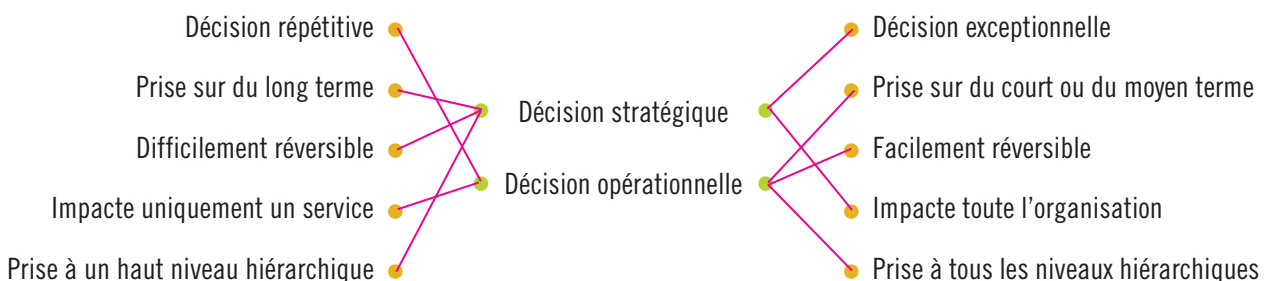 Décision répétitive
Prise sur du long terme
Difficilement réversible
Impacte uniquement un service
Prise à un haut niveau hiérarchique
Décision stratégique
Décision opérationnelle
Décision exceptionnelle
Prise sur du court ou du moyen terme
Facilement réversible
Impacte toute l’organisation
Prise à tous les niveaux hiérarchiques